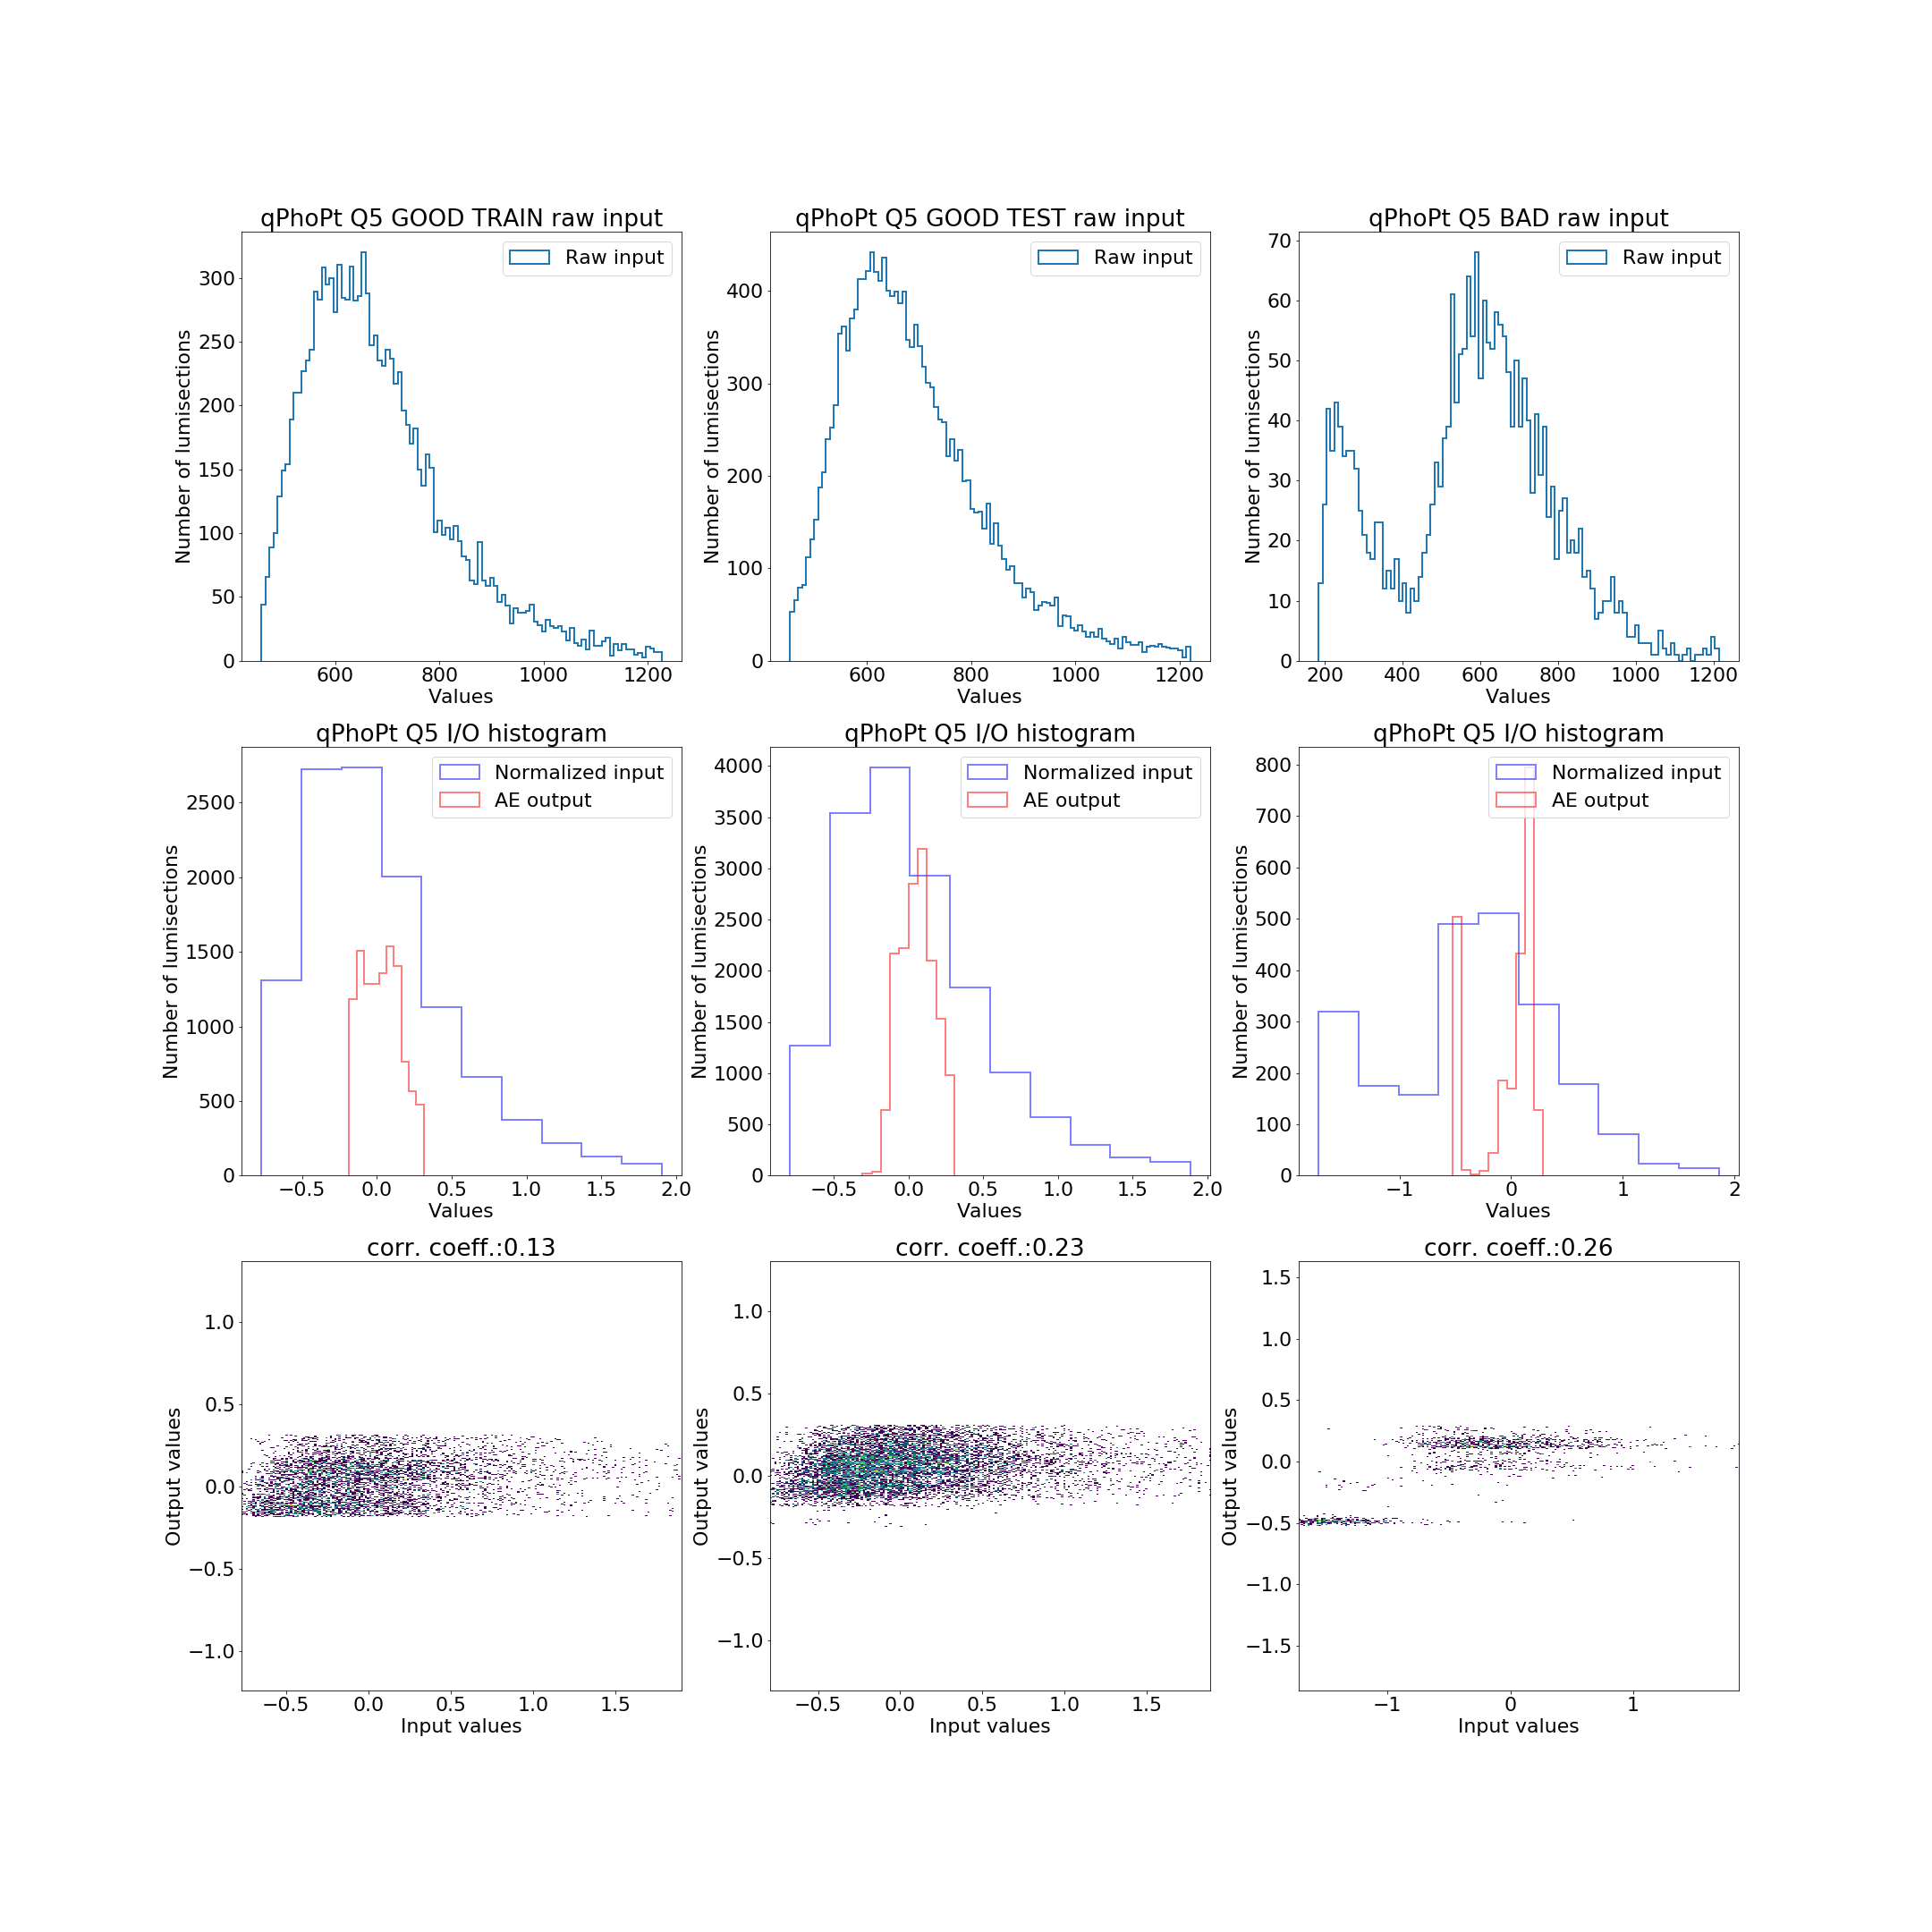 qPhoPt Q5 GOOD TRAIN raw input
Raw input
Number of lumisections
300
250
200
150
100
50
0
600 800 1000 1200
Values
qPhoPt Q5 GOOD TEST raw input
Raw input
Number of lumisections
400
300
200
100
0
600 800 1000 1200
Values
qPhoPt Q5 BAD raw input
Raw input
Number of lumisections
70
60
50
40
30
20
10
0
200 400 600 800 1000 1200
Values
qPhoPt Q5 I/O histogram
Normalized input
AE output
Number of lumisections
2500
2000
1500
1000
500
0
−0.5 0.0 0.5 1.0 1.5 2.0
Values
qPhoPt Q5 I/O histogram
Normalized input
AE output
Number of lumisections
4000
3500
3000
2500
2000
1500
1000
500
0
−0.5 0.0 0.5 1.0 1.5 2.0
Values
qPhoPt Q5 I/O histogram
Normalized input
AE output
Number of lumisections
800
700
600
500
400
300
200
100
0
−1 0 1 2
Values
corr. coeff.:0.13
Output values
1.0
0.5
0.0
−0.5
−1.0
−0.5 0.0 0.5 1.0 1.5
Input values
corr. coeff.:0.23
Output values
1.0
0.5
0.0
−0.5
−1.0
−0.5 0.0 0.5 1.0 1.5
Input values
corr. coeff.:0.26
Output values
1.5
1.0
0.5
0.0
−0.5
−1.0
−1.5
−1 0 1
Input values